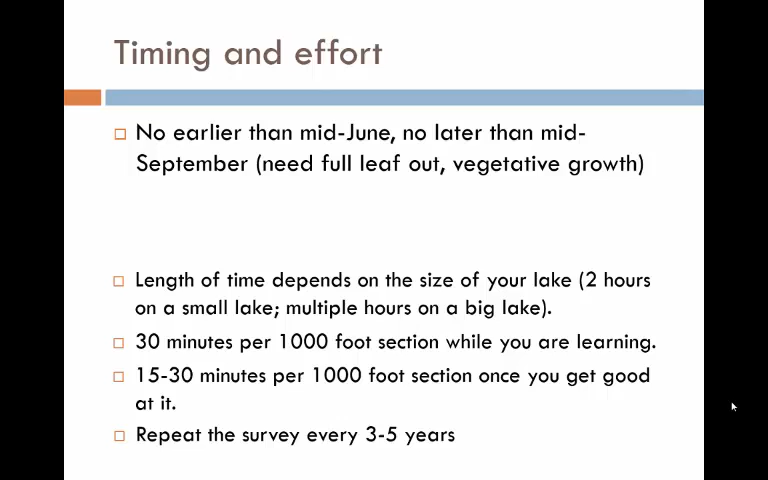 Timing and effort
No earlier than mid-June, no later than mid-
September (need full leaf out, vegetative growth)
Length of time depends on the size of your lake (2 hours
on a small lake; multiple hours on a big lake).
30 minutes per 1000 foot section while you are learning.
15-30 minutes per 1000 foot section once you get good
at it.
Repeat the survey every 3-5 years